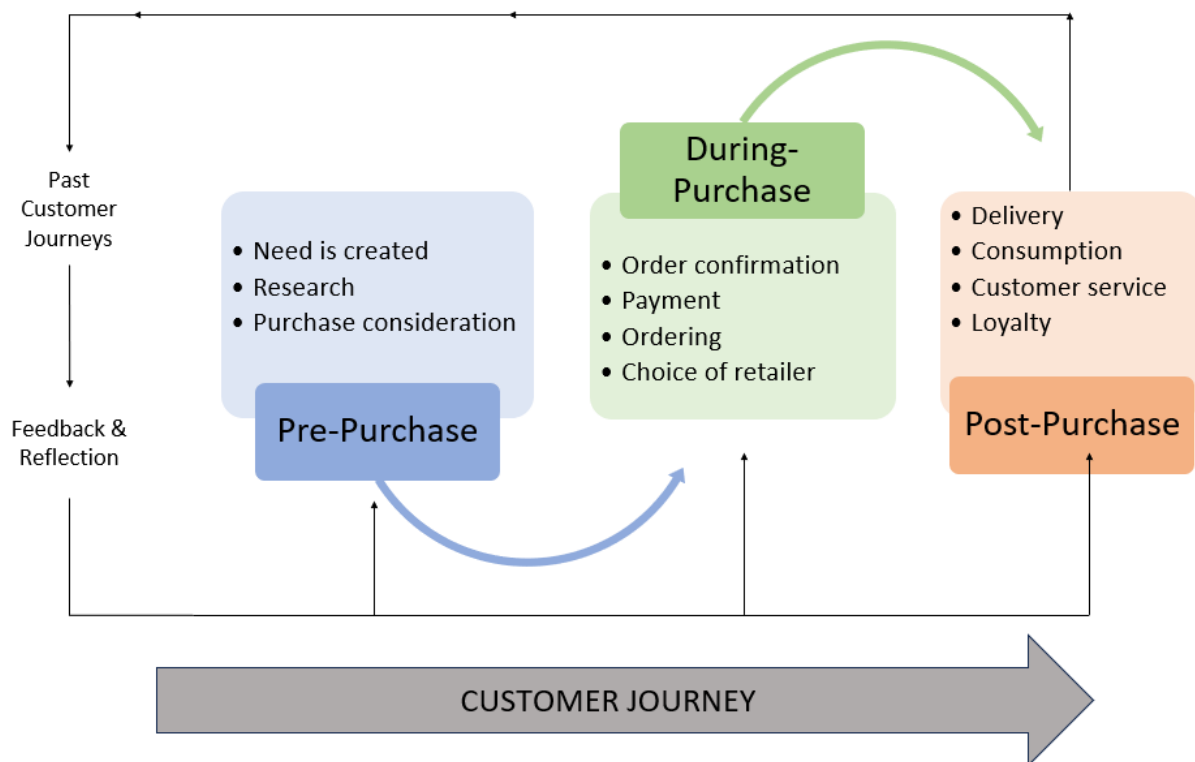 Past
Customer
Journeys
Feedback &
Reflection
• Need is created
• Research
• Purchase consideration
Pre-Purchase
During-
Purchase
• Order confirmation
• Payment
• Ordering
• Choice of retailer
• Delivery
• Consumption
• Customer service
• Loyalty
Post-Purchase
CUSTOMER JOURNEY